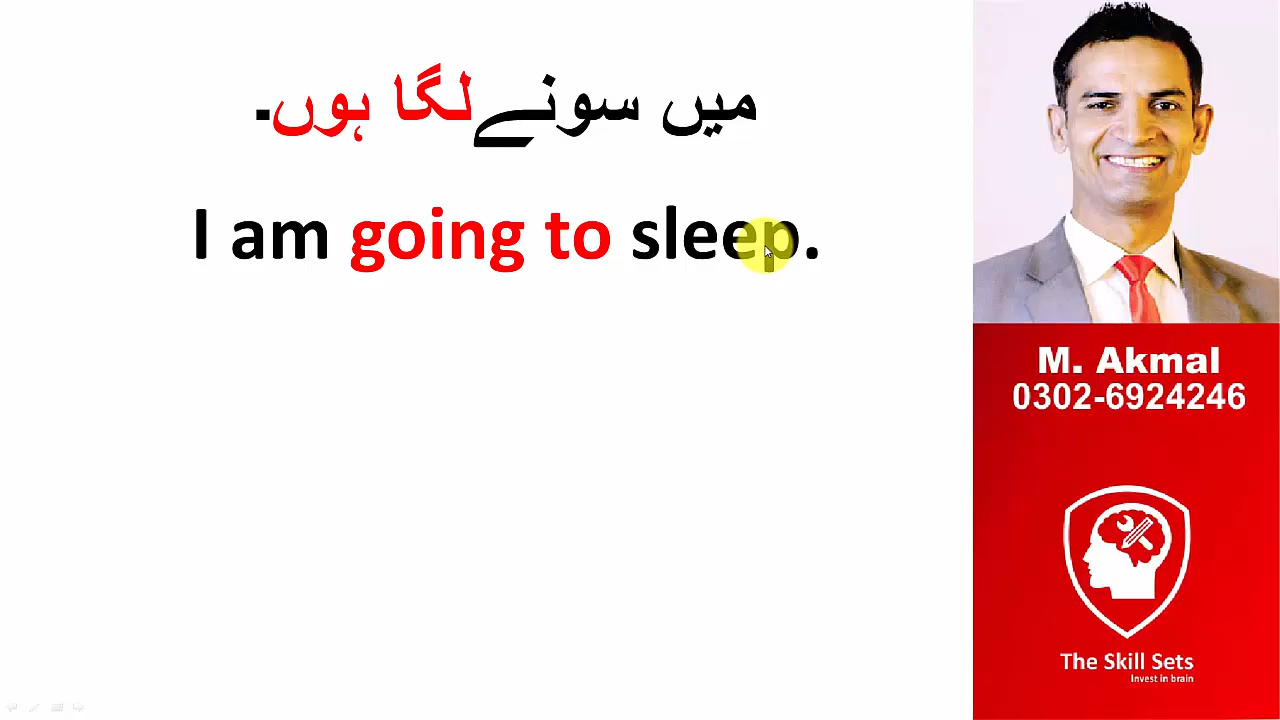 میں سونے لگا ہوں۔
I am going to sleep.
M. Akmal
0302-6924246
The Skill Sets
Invest in brain